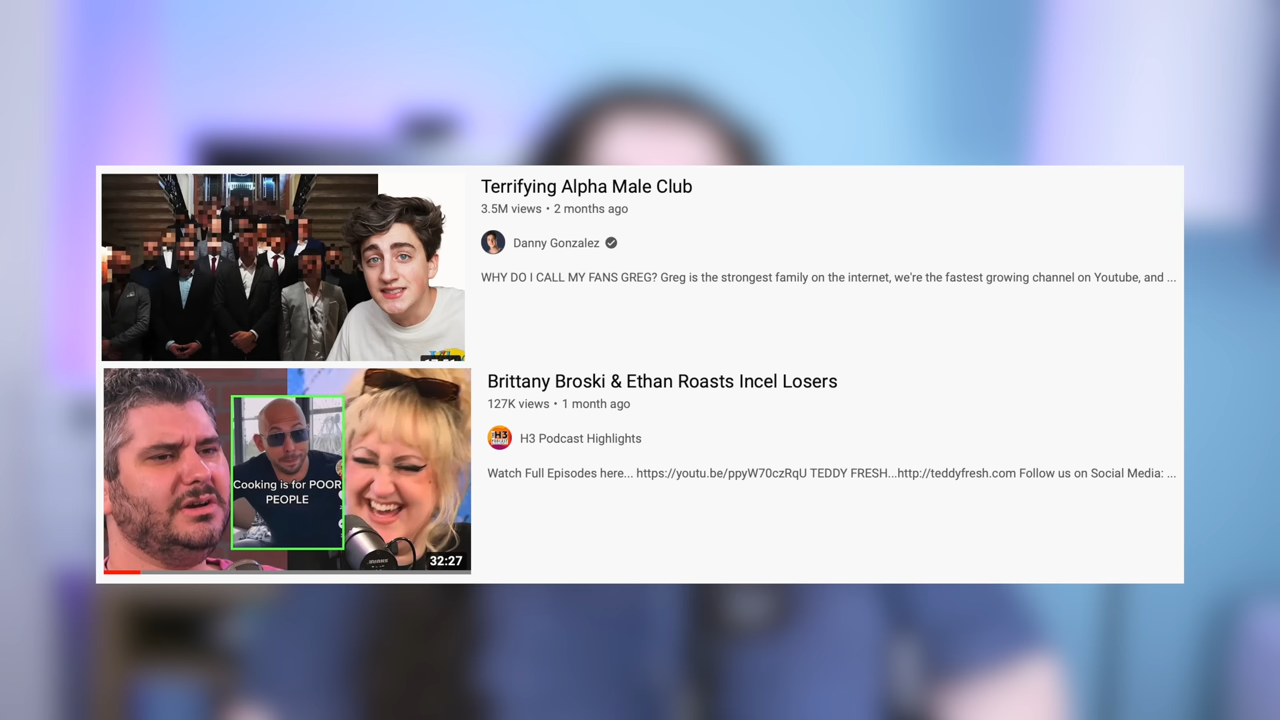 Terrifying Alpha Male Club
3.5M views • 2 months ago
Danny Gonzalez
WHY DO I CALL MY FANS GREG? Greg is the strongest family on the internet, we're the fastest growing channel on Youtube, and ...
Cooking is for POOR
PEOPLE
32:27
Brittany Broski & Ethan Roasts Incel Losers
127K views • 1 month ago
H3
H3 Podcast Highlights
Watch Full Episodes here... https://youtu.be/ppyW70czRqU TEDDY FRESH...http://teddyfresh.com Follow us on Social Media: ...